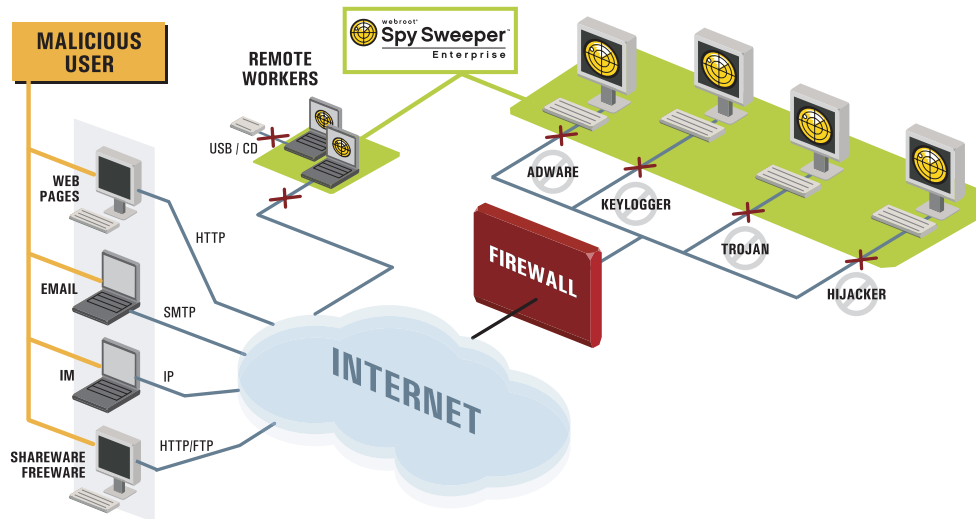 MALICIOUS
USER
webroot®
Spy Sweeper™
Enterprise
REMOTE
WORKERS
USB / CD
WEB
PAGES
HTTP
EMAIL
SMTP
IM
IP
SHAREWARE
FREEWARE
HTTP/FTP
INTERNET
FIREWALL
ADWARE
KEYLOGGER
TROJAN
HIJACKER